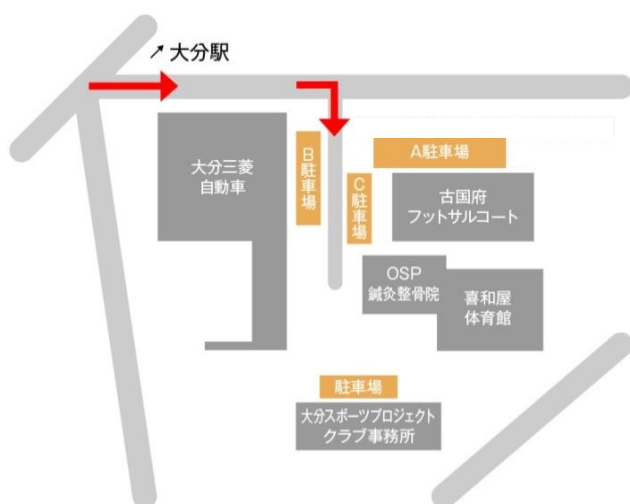 ↗ 大分駅
大分三菱
自動車
B駐車場
A駐車場
C駐車場
古国府
フットサルコート
OSP
鍼灸整骨院
喜和屋
体育館
駐車場
大分スポーツプロジェクト
クラブ事務所